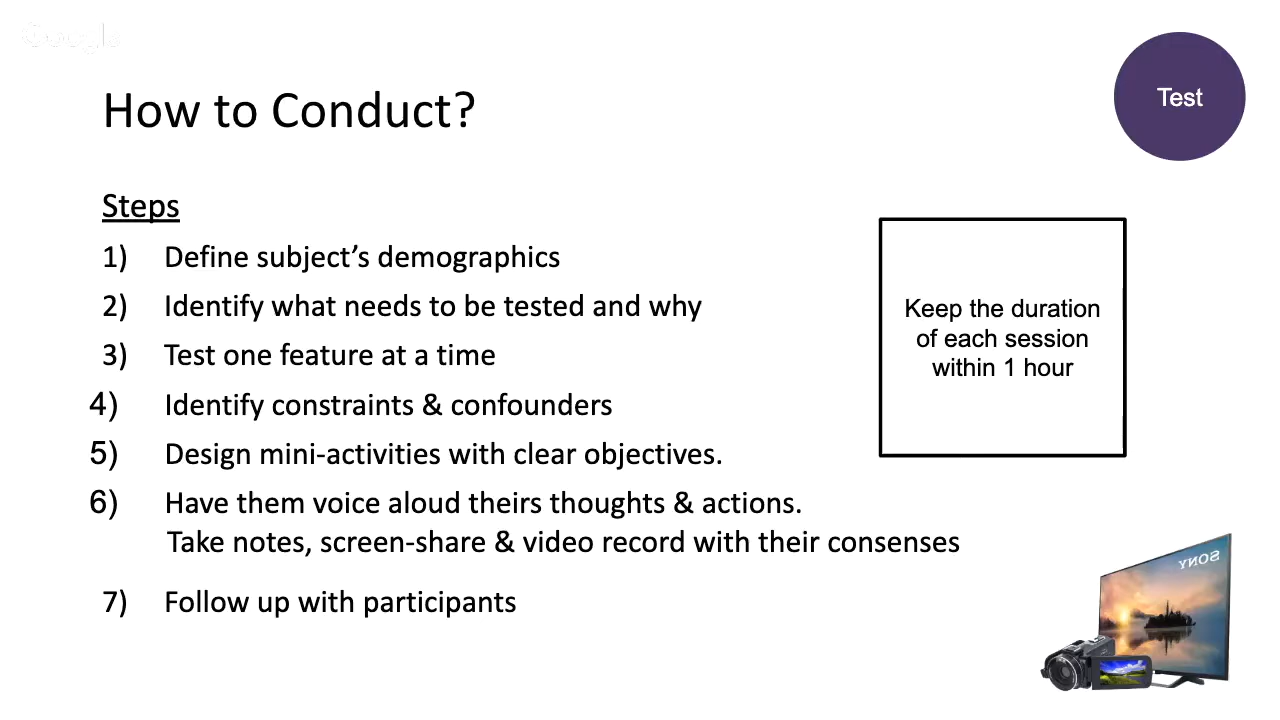 Google
Test
How to Conduct?
Steps
1) Define subject’s demographics
2) Identify what needs to be tested and why
3) Test one feature at a time
4) Identify constraints & confounders
5) Design mini-activities with clear objectives.
6) Have them voice aloud theirs thoughts & actions.
Take notes, screen-share & video record with their consenses
7) Follow up with participants
Keep the duration
of each session
within 1 hour
SONY